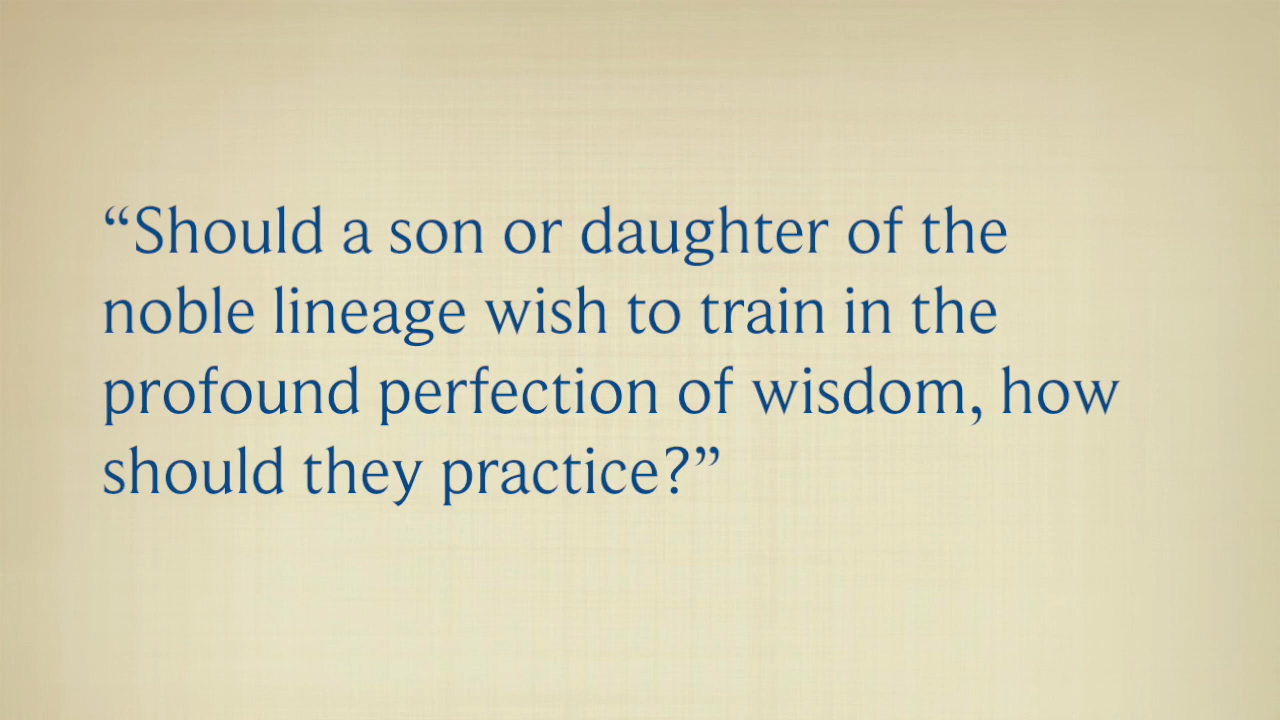 “Should a son or daughter of the
noble lineage wish to train in the
profound perfection of wisdom, how
should they practice?”